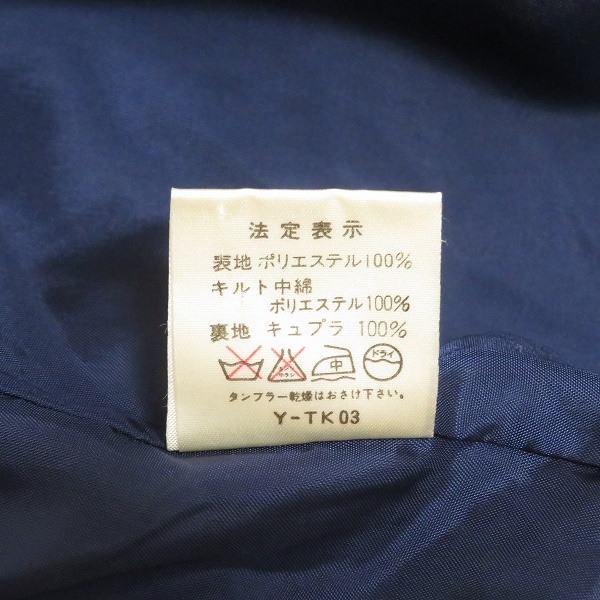 法定表示
表地 ポリエステル100%
キルト中綿
ポリエステル100%
裏地 キュプラ 100%
中 ドライ
タンブラー乾燥はおさけ下さい。
Y-TK03